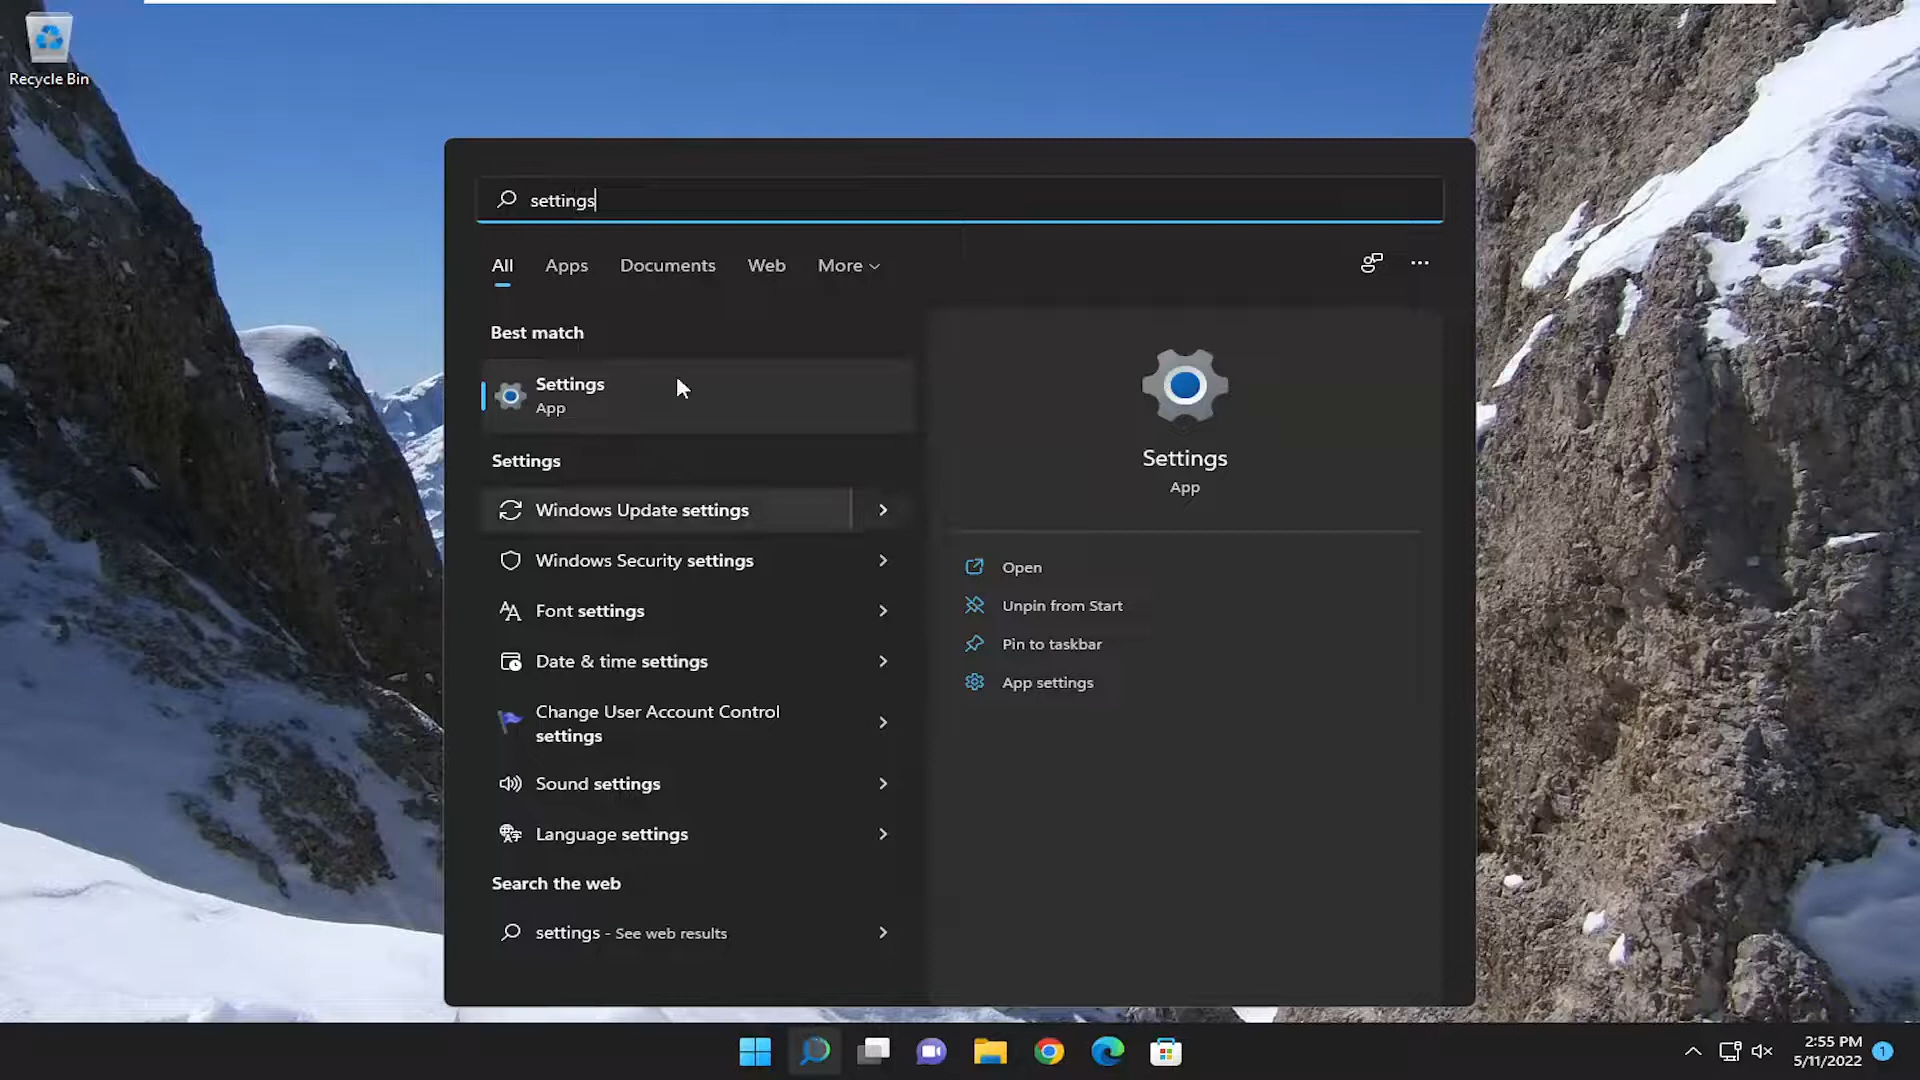 Recycle Bin
settings
All Apps Documents Web More
Best match
Settings
App
Settings
Windows Update settings
Windows Security settings
Font settings
Date & time settings
Change User Account Control
settings
Sound settings
Language settings
Search the web
settings - See web results
Settings
App
Open
Unpin from Start
Pin to taskbar
App settings
2:55 PM
5/11/2022
1